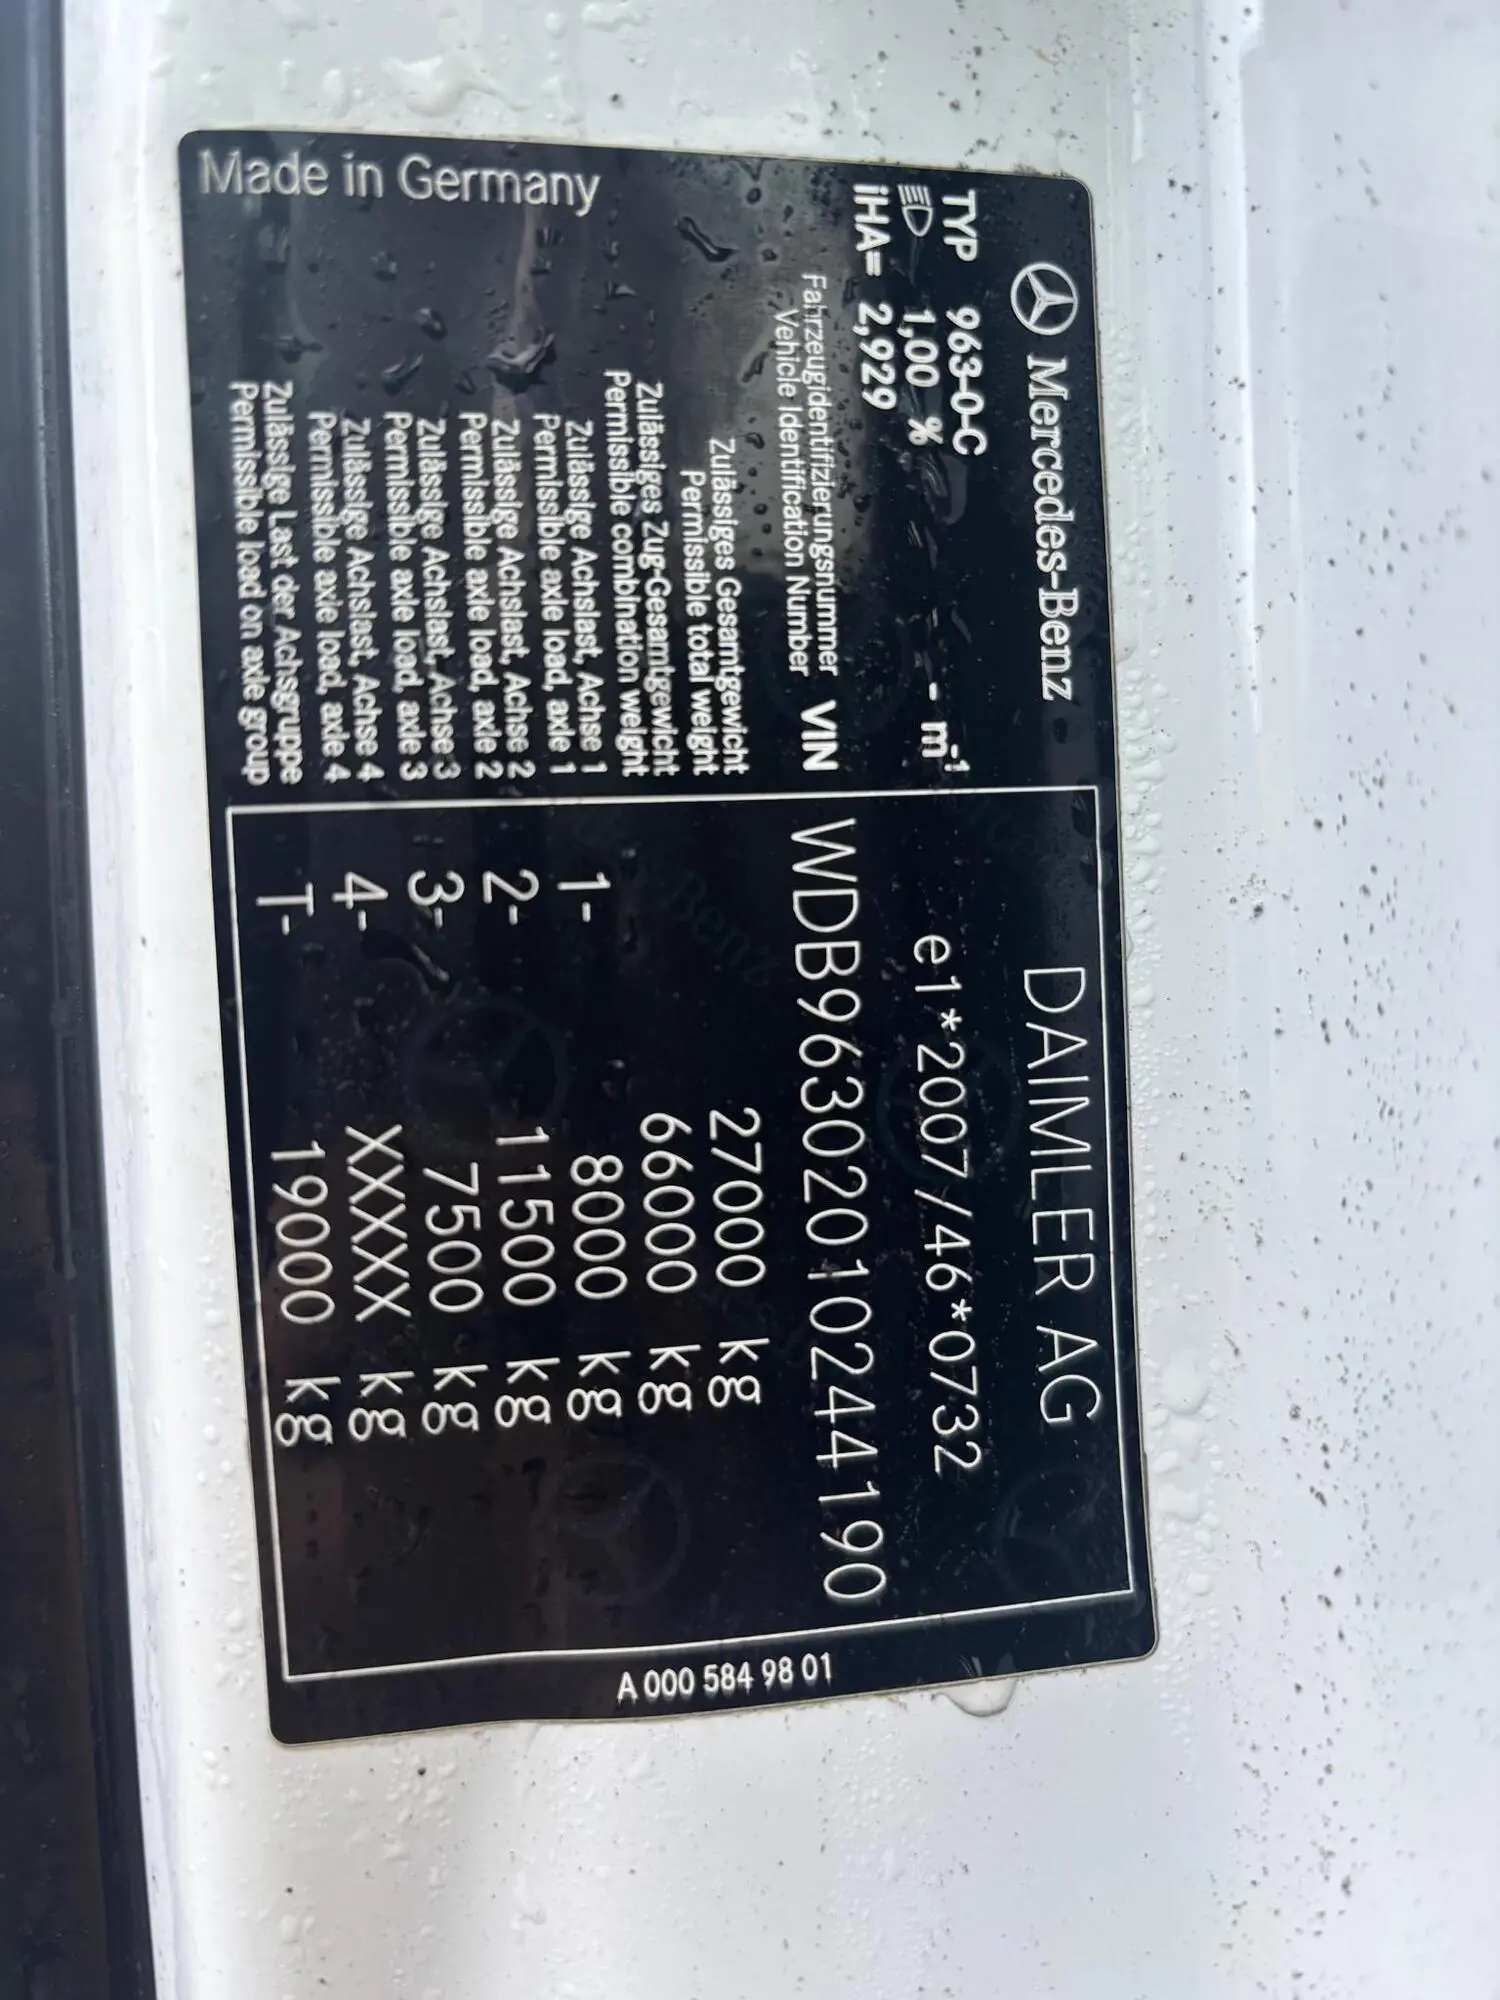 Mercedes-Benz
DAIMLER AG
TYP 963-0-C
1,00 % - m⁻¹
e1*2007/46*0732
iHA= 2,929
Fahrzeugidentifizierungsnummer
Vehicle Identification Number
VIN WDB9630201024 4190
Zulässiges Gesamtgewicht
Permissible total weight
27000 kg
Zulässiges Zug-Gesamtgewicht
Permissible combination weight
66000 kg
Zulässige Achslast, Achse 1
Permissible axle load, axle 1
1- 8000 kg
Zulässige Achslast, Achse 2
Permissible axle load, axle 2
2- 11500 kg
Zulässige Achslast, Achse 3
Permissible axle load, axle 3
3- 7500 kg
Zulässige Achslast, Achse 4
Permissible axle load, axle 4
4- XXXXX kg
Zulässige Last der Achsgruppe
Permissible load on axle group
T- 19000 kg
Made in Germany
A 000 584 98 01